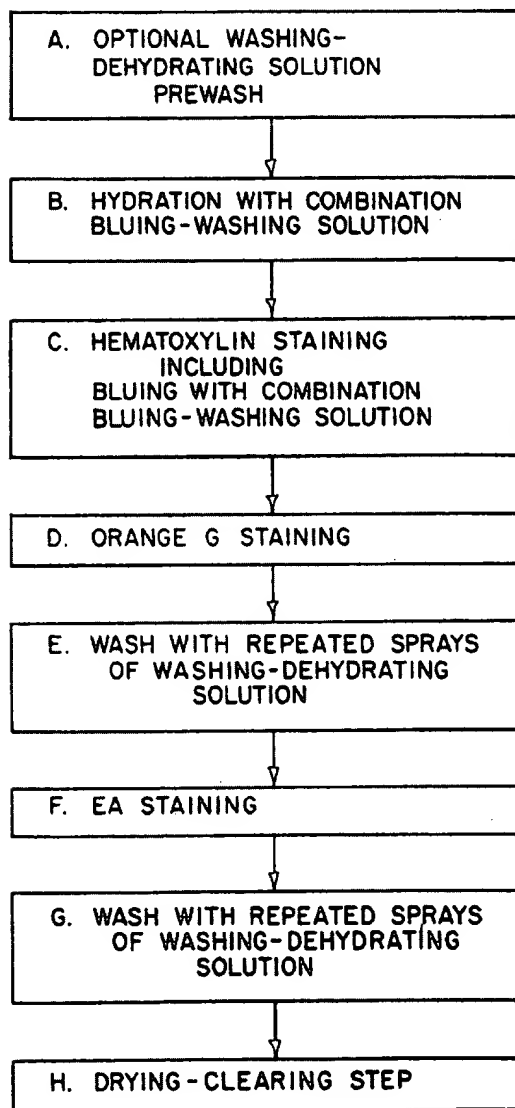 A. OPTIONAL WASHING-
DEHYDRATING SOLUTION
PREWASH
B. HYDRATION WITH COMBINATION
BLUING-WASHING SOLUTION
C. HEMATOXYLIN STAINING
INCLUDING
BLUING WITH COMBINATION
BLUING-WASHING SOLUTION
D. ORANGE G STAINING
E. WASH WITH REPEATED SPRAYS
OF WASHING-DEHYDRATING
SOLUTION
F. EA STAINING
G. WASH WITH REPEATED SPRAYS
OF WASHING-DEHYDRATING
SOLUTION
H. DRYING-CLEARING STEP